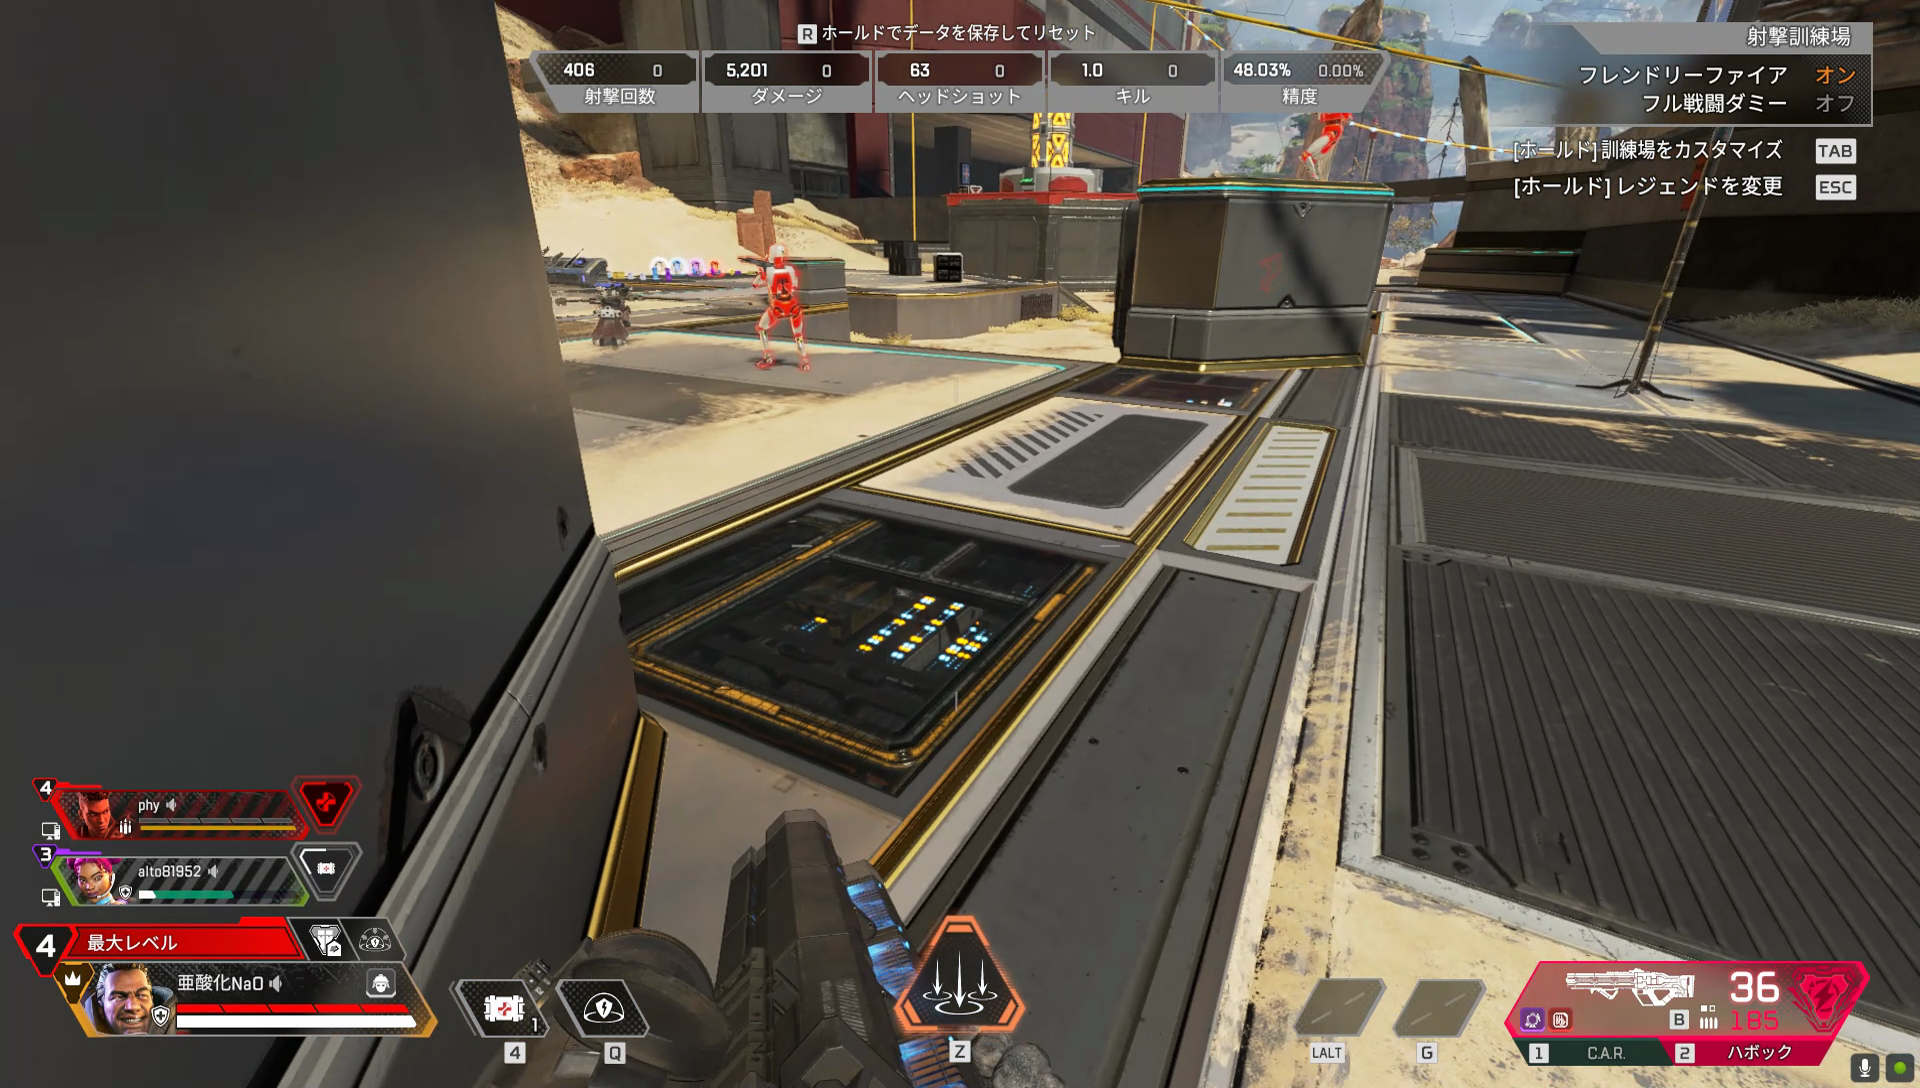 R ホールドでデータを保存してリセット
406 0
射撃回数
5,201 0
ダメージ
63 0
ヘッドショット
1.0 0
キル
48.03% 0.00%
精度
射撃訓練場
フレンドリーファイア オン
フル戦闘ダミー オフ
[ホールド]訓練場をカスタマイズ TAB
[ホールド]レジェンドを変更 ESC
4
phy
3
alto81952
4
最大レベル
亜酸化NaO
1
4
Q
Z
LALT
G
36
B
185
1 C.A.R.
2 ハボック